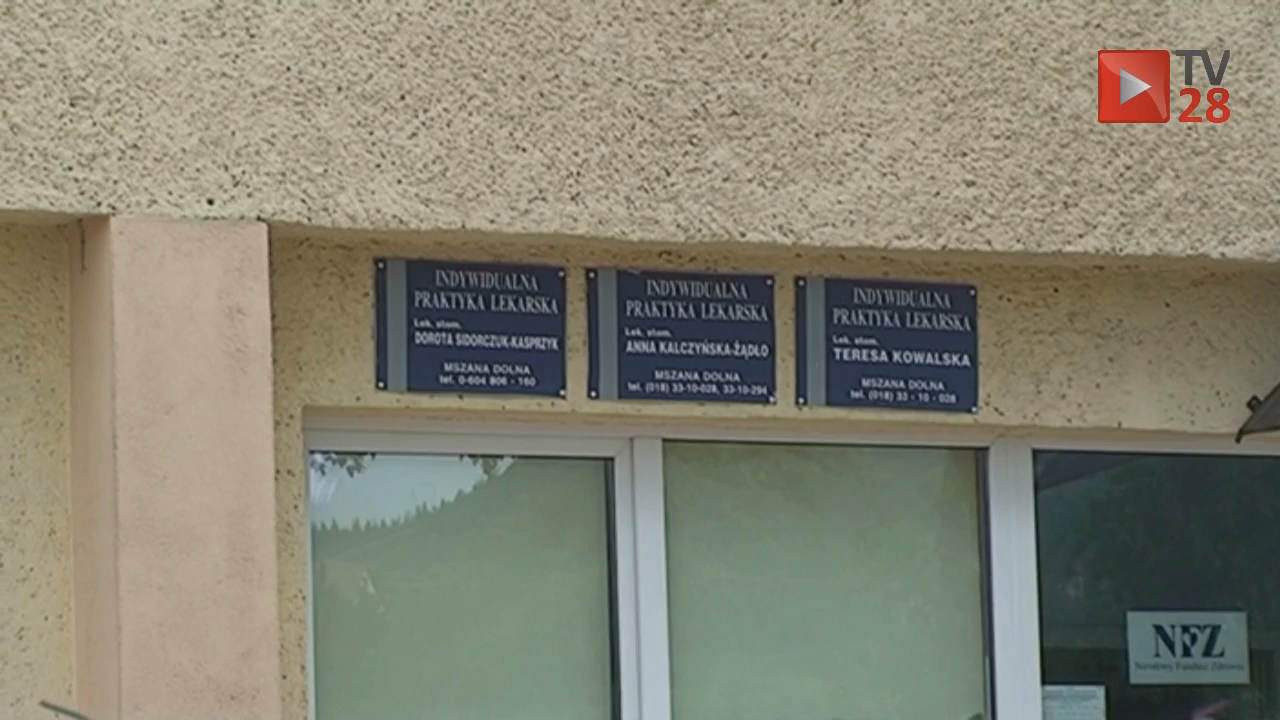 TV
28
INDYWIDUALNA
PRAKTYKA LEKARSKA
Lek. stom.
DOROTA SIDORCZUK-KASPRZYK
MSZANA DOLNA
tel. 0-604 806 - 160
INDYWIDUALNA
PRAKTYKA LEKARSKA
Lek. stom.
ANNA KALCZYŃSKA-ŻĄDŁO
MSZANA DOLNA
tel. (018) 33-10-028, 33-10-294
INDYWIDUALNA
PRAKTYKA LEKARSKA
Lek. stom.
TERESA KOWALSKA
MSZANA DOLNA
tel. (018) 33 - 10 - 028
NFZ
Narodowy Fundusz Zdrowia